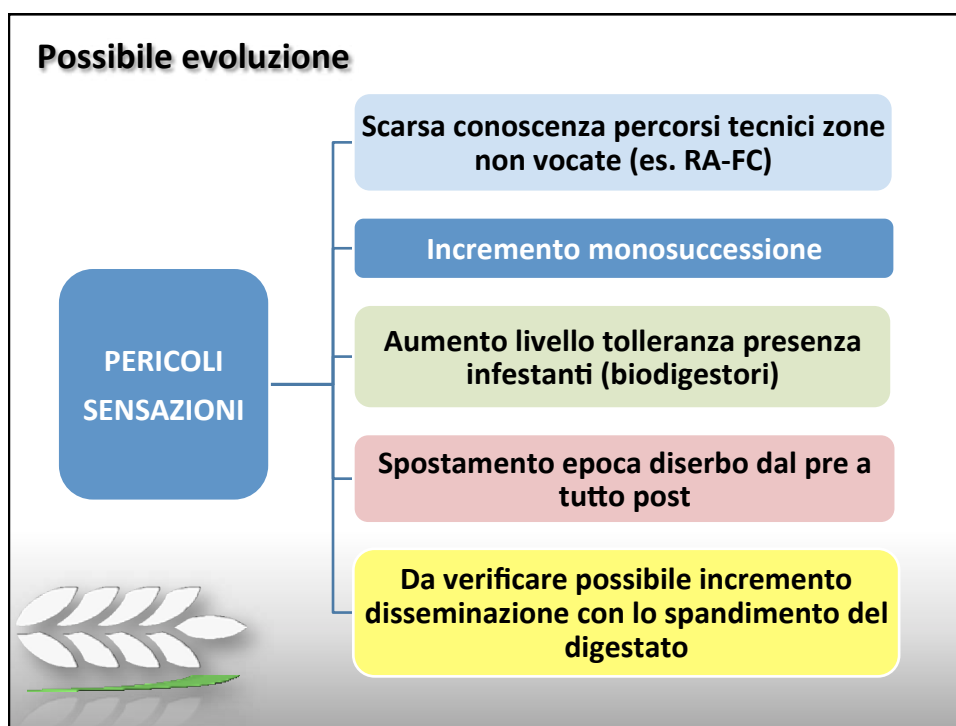 Possibile evoluzione
PERICOLI
SENSAZIONI
Scarsa conoscenza percorsi tecnici zone
non vocate (es. RA-FC)
Incremento monosuccessione
Aumento livello tolleranza presenza
infestanti (biodigestori)
Spostamento epoca diserbo dal pre a
tutto post
Da verificare possibile incremento
disseminazione con lo spandimento del
digestato